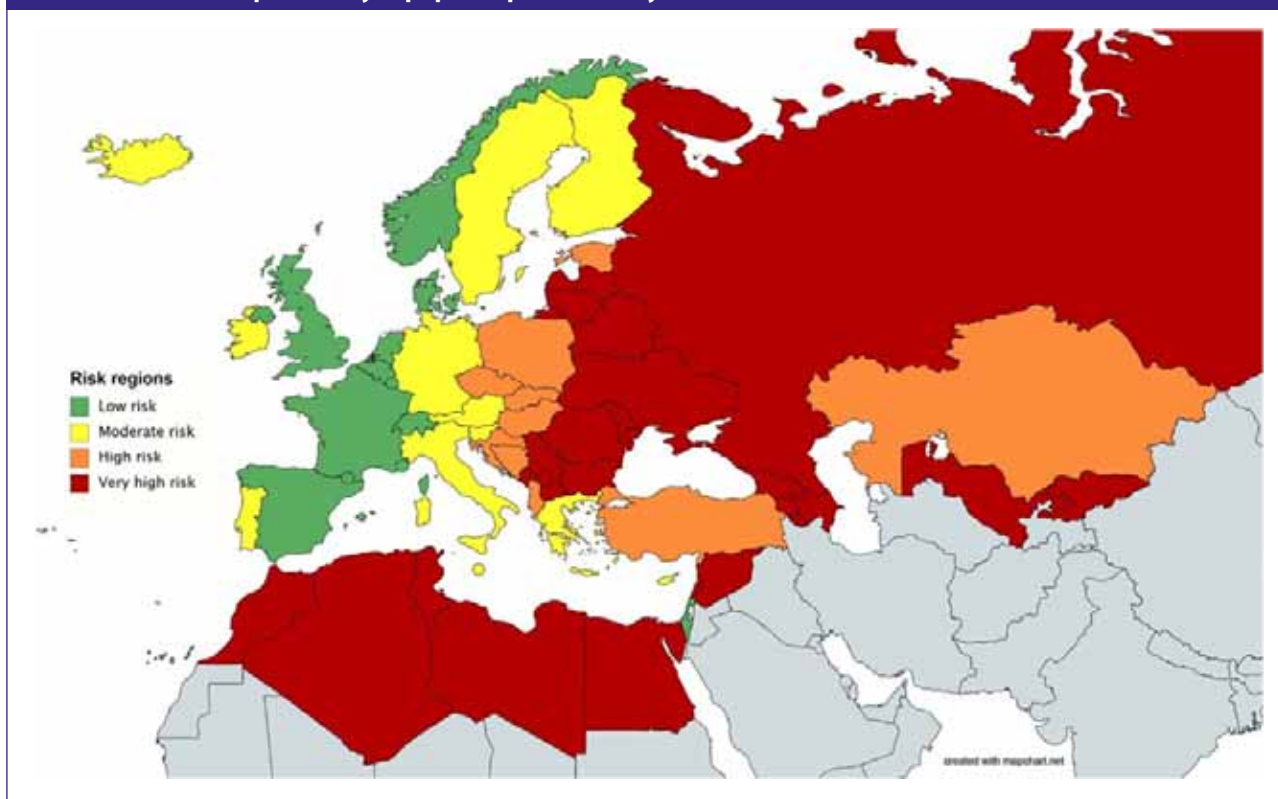 Risk regions
Low risk
Moderate risk
High risk
Very high risk
created with mapchart.net